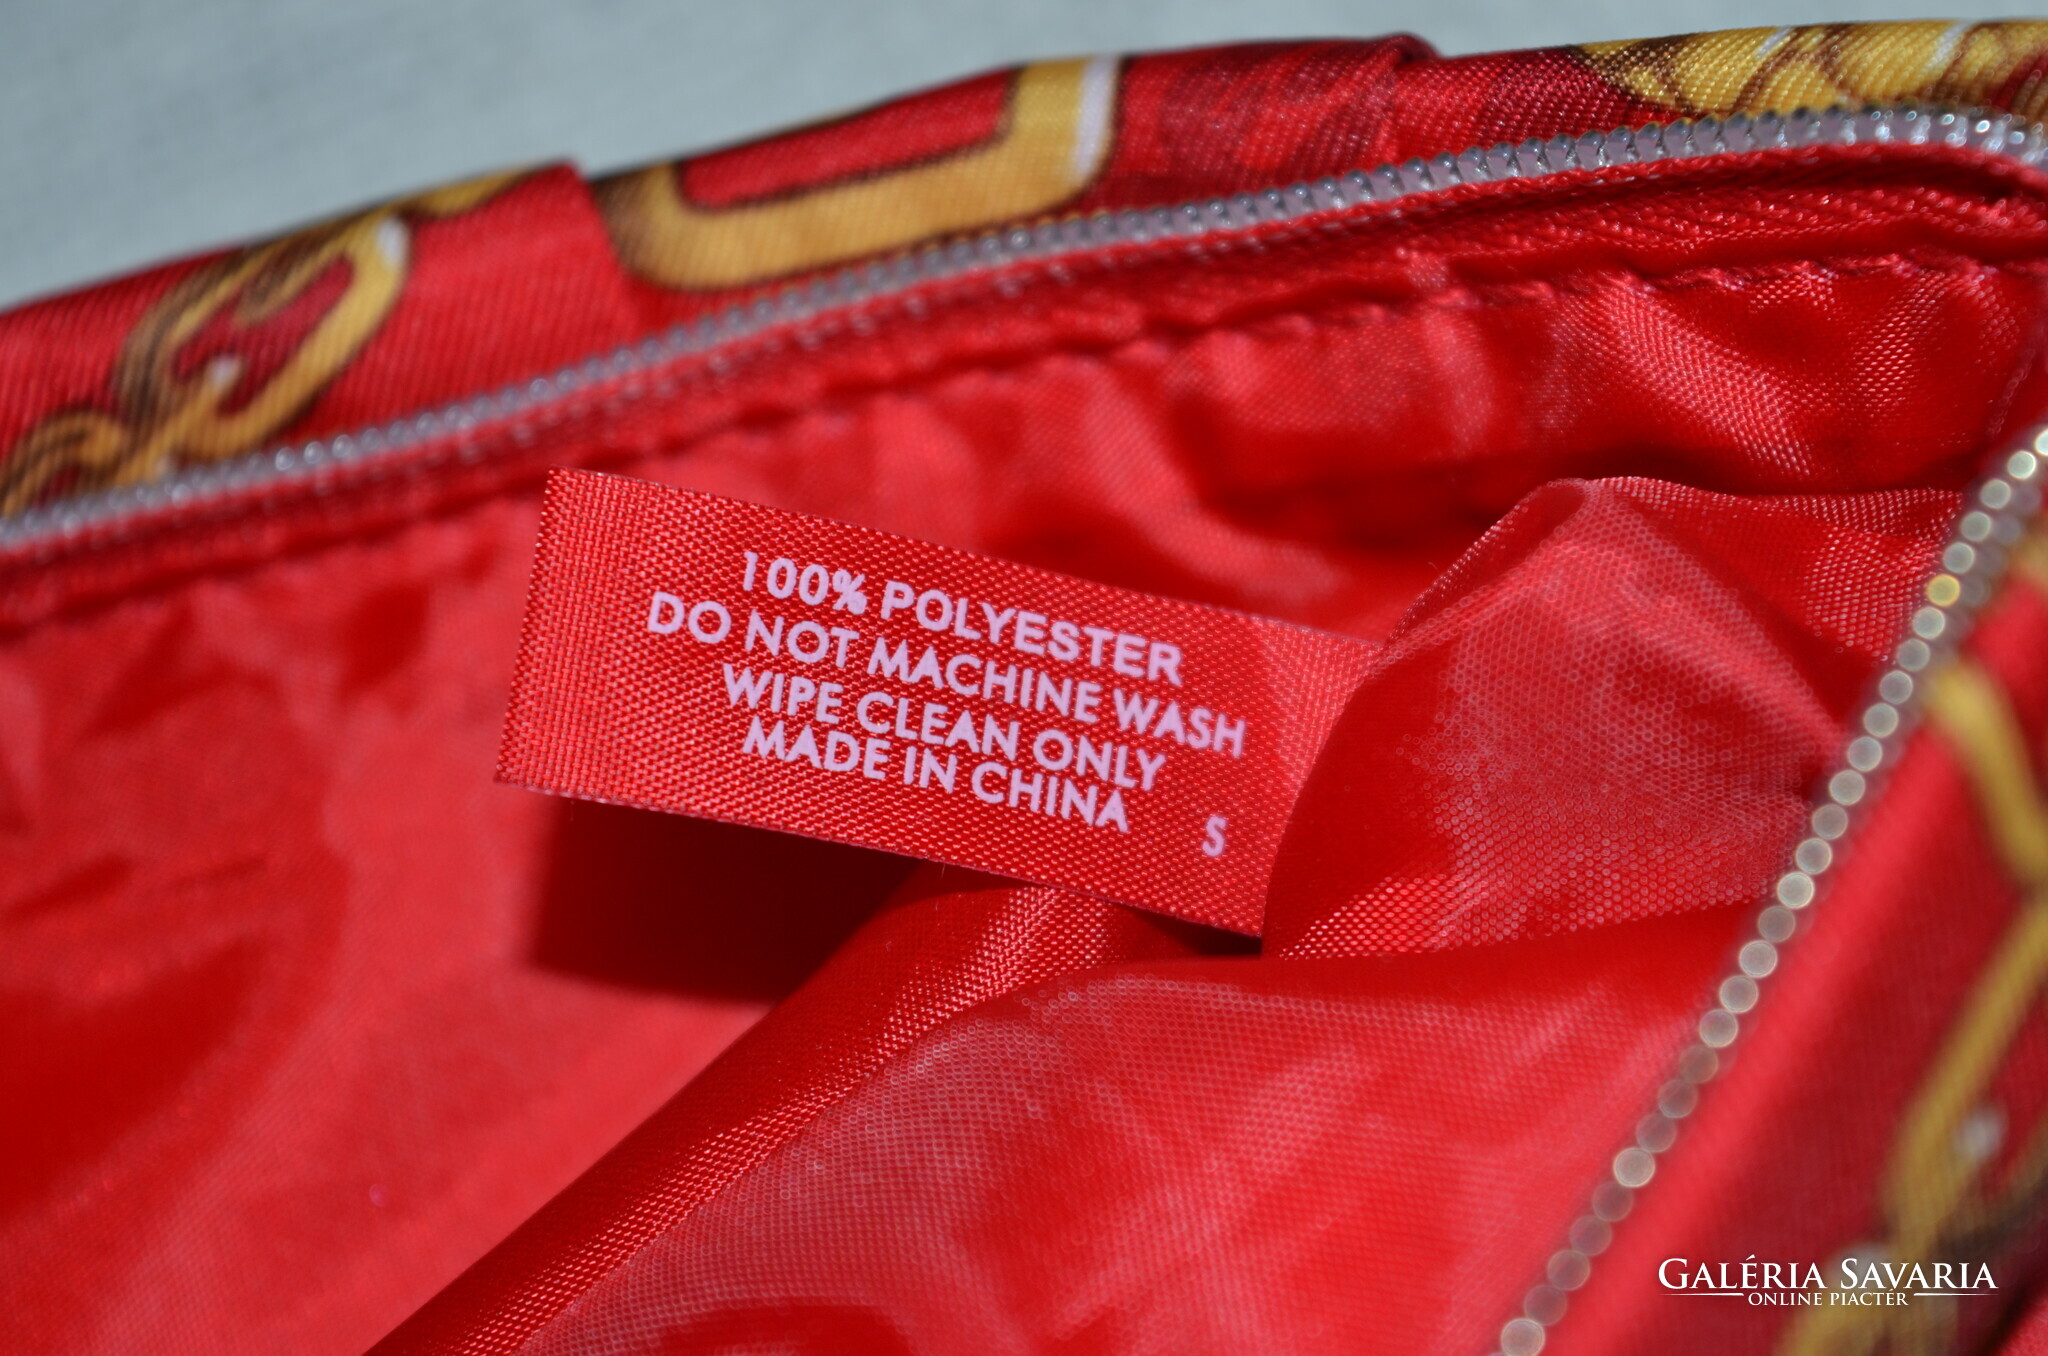 100% POLYESTER
DO NOT MACHINE WASH
WIPE CLEAN ONLY
MADE IN CHINA
S
GALÉRIA SAVARIA
ONLINE PIACTÉR